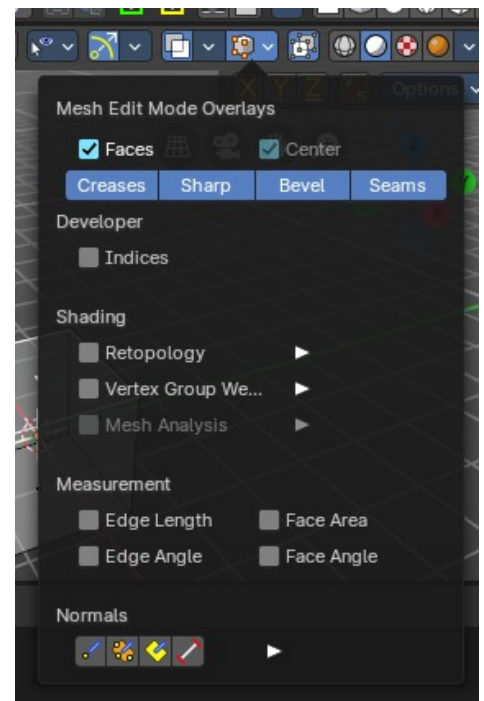 X Y Z Options
Mesh Edit Mode Overlays
Faces Center
Creases Sharp Bevel Seams
Developer
Indices
Shading
Retopology
Vertex Group We...
Mesh Analysis
Measurement
Edge Length Face Area
Edge Angle Face Angle
Normals